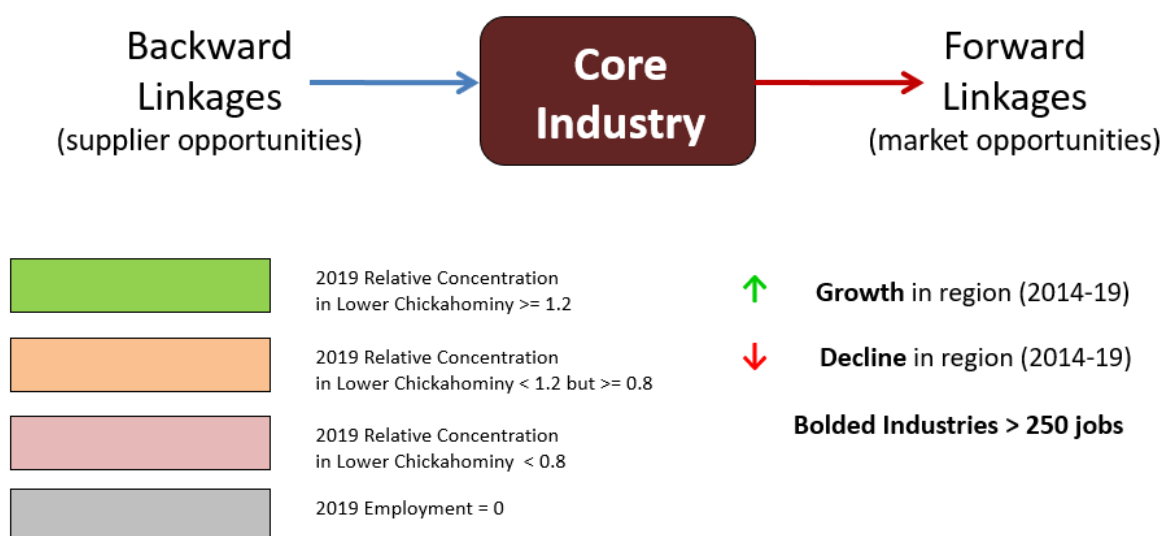 Backward
Linkages
(supplier opportunities)
Core
Industry
Forward
Linkages
(market opportunities)
2019 Relative Concentration
in Lower Chickahominy >= 1.2
2019 Relative Concentration
in Lower Chickahominy < 1.2 but >= 0.8
2019 Relative Concentration
in Lower Chickahominy < 0.8
2019 Employment = 0
Growth in region (2014-19)
Decline in region (2014-19)
Bolded Industries > 250 jobs